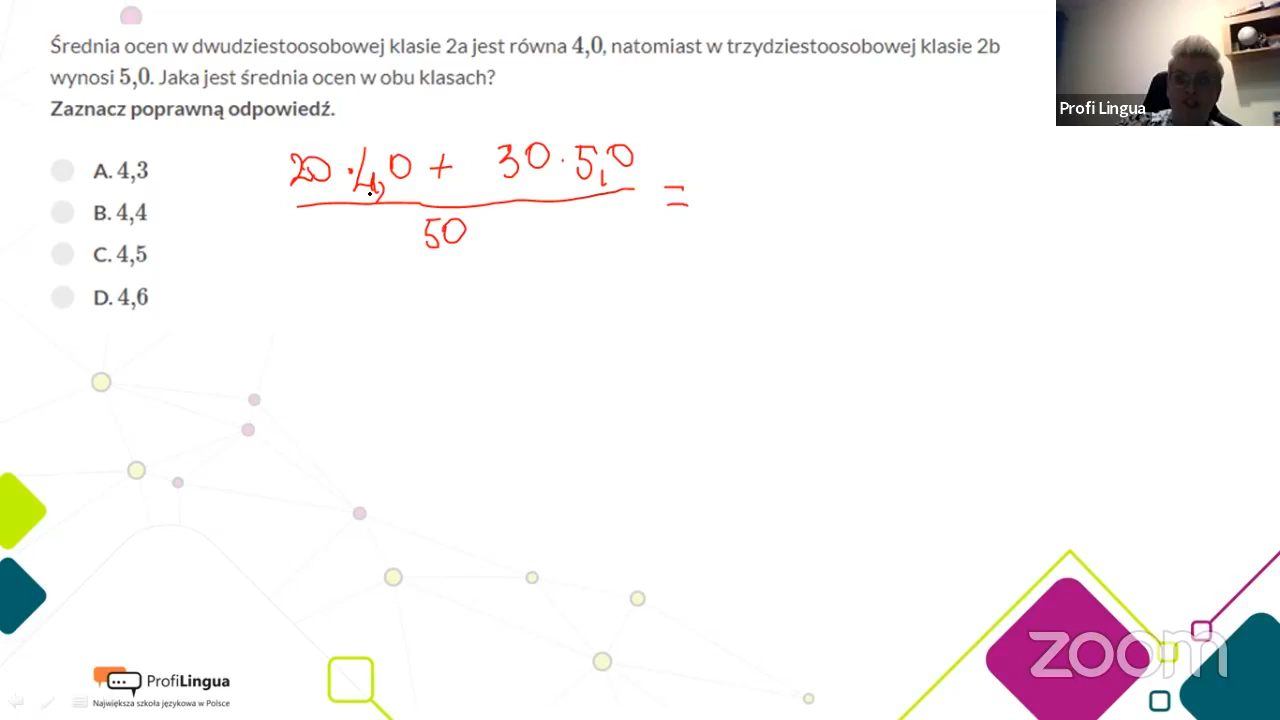 Średnia ocen w dwudziestoosobowej klasie 2a jest równa 4,0, natomiast w trzydziestoosobowej klasie 2b
wynosi 5,0. Jaka jest średnia ocen w obu klasach?
Zaznacz poprawną odpowiedź.
A. 4,3
B. 4,4
C. 4,5
D. 4,6
20 · 4,0 + 30 · 5,0 =
50
Profi Lingua
zoom
ProfiLingua
Największa szkoła językowa w Polsce